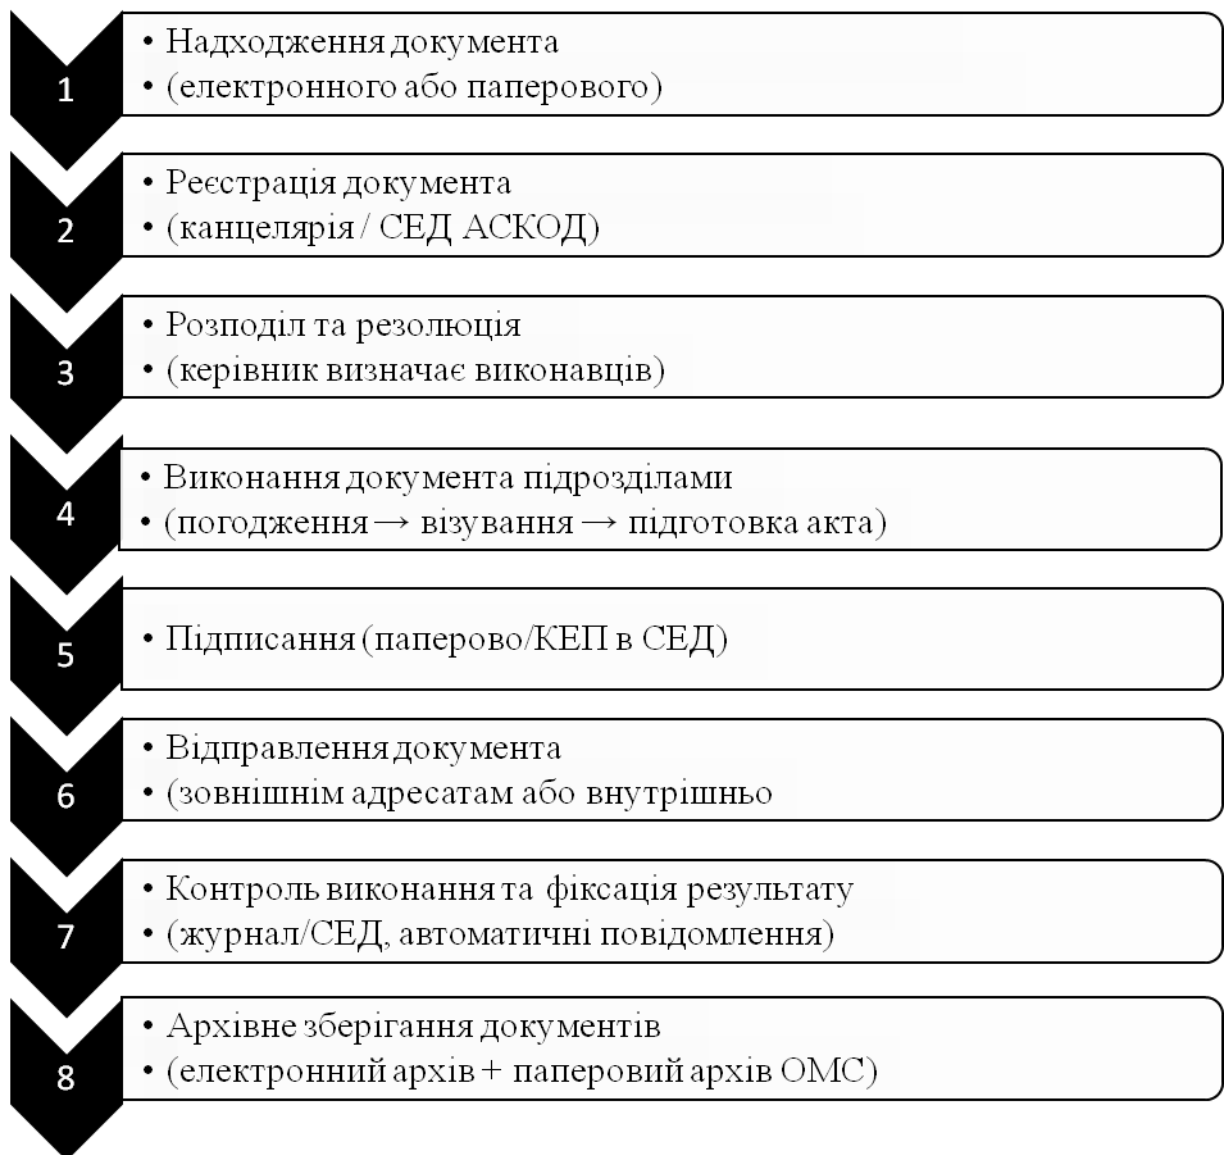 1
• Надходження документа
• (електронного або паперового)
2
• Реєстрація документа
• (канцелярія / СЕД АСКОД)
3
• Розподіл та резолюція
• (керівник визначає виконавців)
4
• Виконання документа підрозділами
• (погодження → візування → підготовка акта)
5
• Підписання (паперово/КЕП в СЕД)
6
• Відправлення документа
• (зовнішнім адресатам або внутрішньо
7
• Контроль виконання та фіксація результату
• (журнал/СЕД, автоматичні повідомлення)
8
• Архівне зберігання документів
• (електронний архів + паперовий архів ОМС)